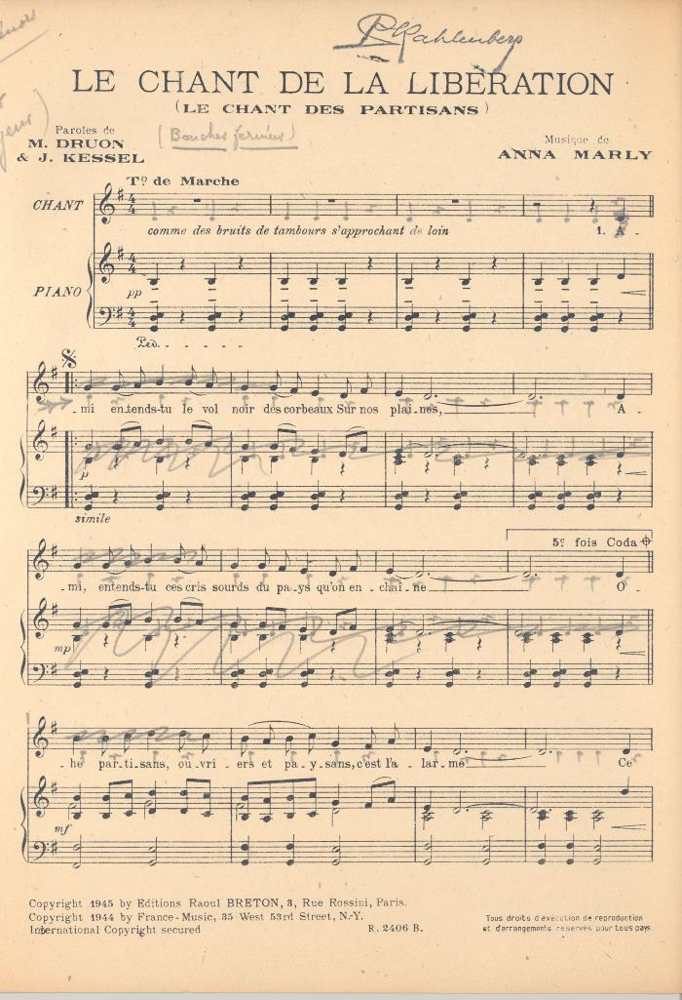 R Kahlenberg
LE CHANT DE LA LIBÉRATION
(LE CHANT DES PARTISANS)
Paroles de
M. DRUON
& J. KESSEL
(Bouches fermées)
Musique de
ANNA MARLY
Tº de Marche
CHANT
comme des bruits de tambours s'approchant de loin
1. A -
PIANO
pp
Ped.
- mi entends-tu le vol noir des corbeaux Sur nos plai-nes, A -
p
simile
5e fois Coda
- mi, entends-tu ces cris sourds du pa-ys qu'on en - chaî - ne O' -
mp
- hé par-ti-sans, ou-vri - ers et pa-y-sans, c'est l'a - lar-me Ce
mf
Copyright 1945 by Editions Raoul BRETON, 3, Rue Rossini, Paris.
Copyright 1944 by France-Music, 35 West 53rd Street, N.-Y.
International Copyright secured
R. 2406 B.
Tous droits d'exécution de reproduction
et d'arrangements réservés pour tous pays